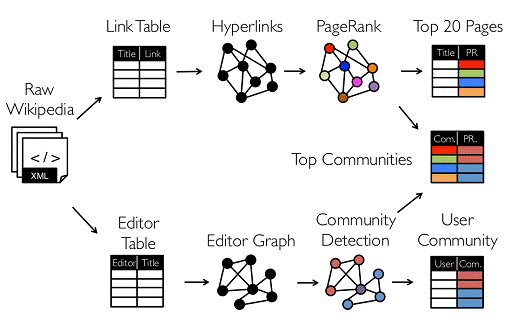 Link Table
Hyperlinks
PageRank
Top 20 Pages
Title Link
Title PR
Raw
Wikipedia
</>
XML
Top Communities
Com. PR.
Editor
Table
Editor Graph
Community
Detection
User
Community
Editor Title
User Com.